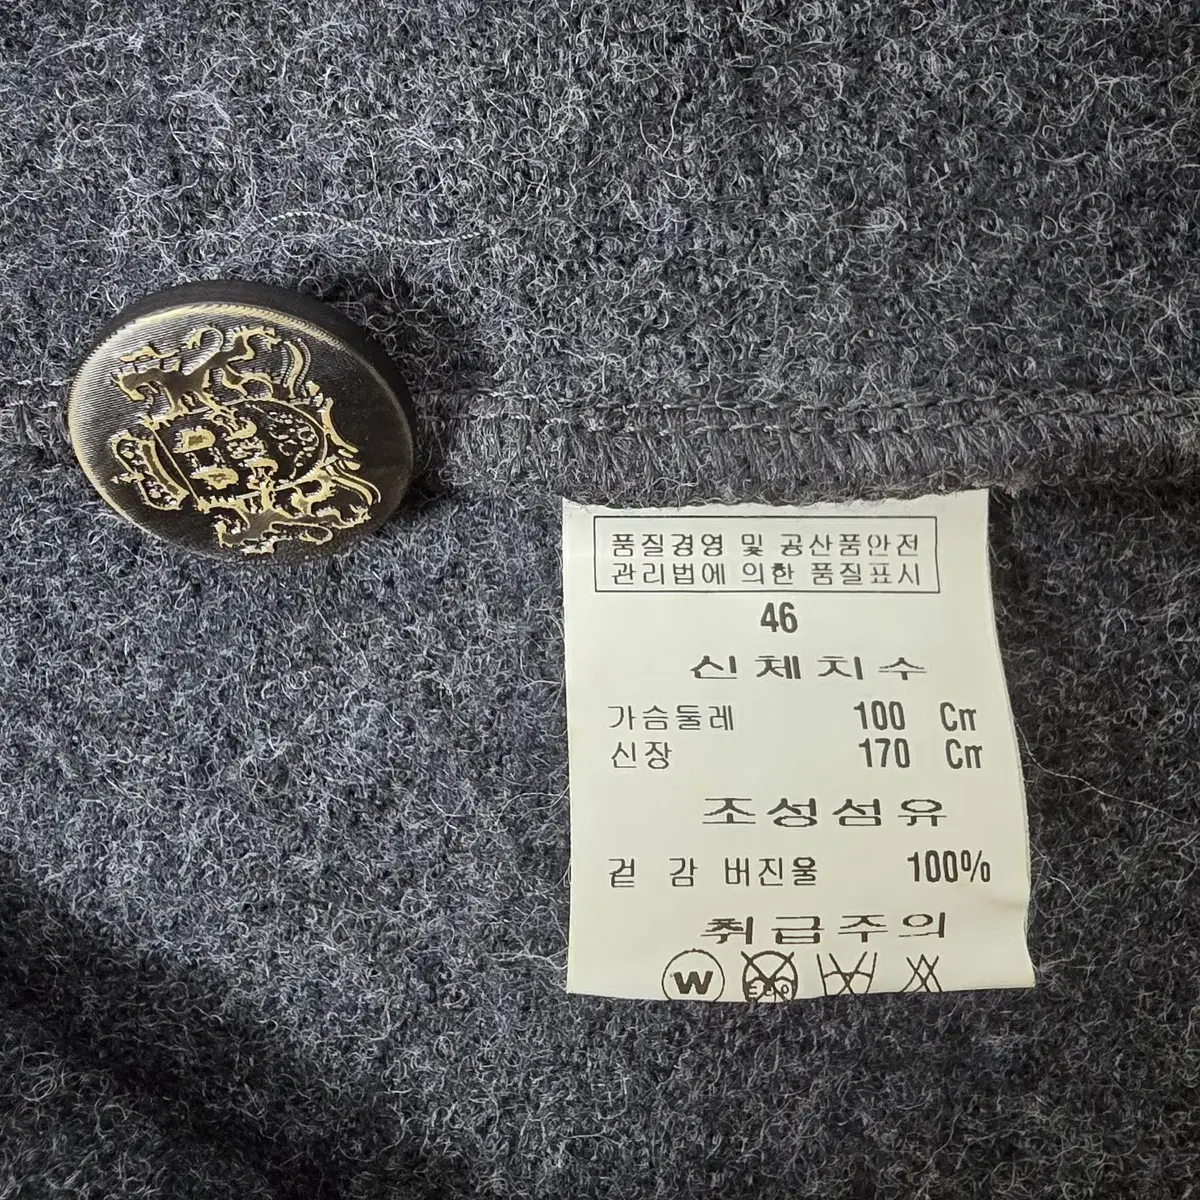 품질경영 및 공산품안전
관리법에 의한 품질표시
46
신체치수
가슴둘레 100 Cm
신장 170 Cm
조성섬유
겉 감 버진울 100%
취급주의
W